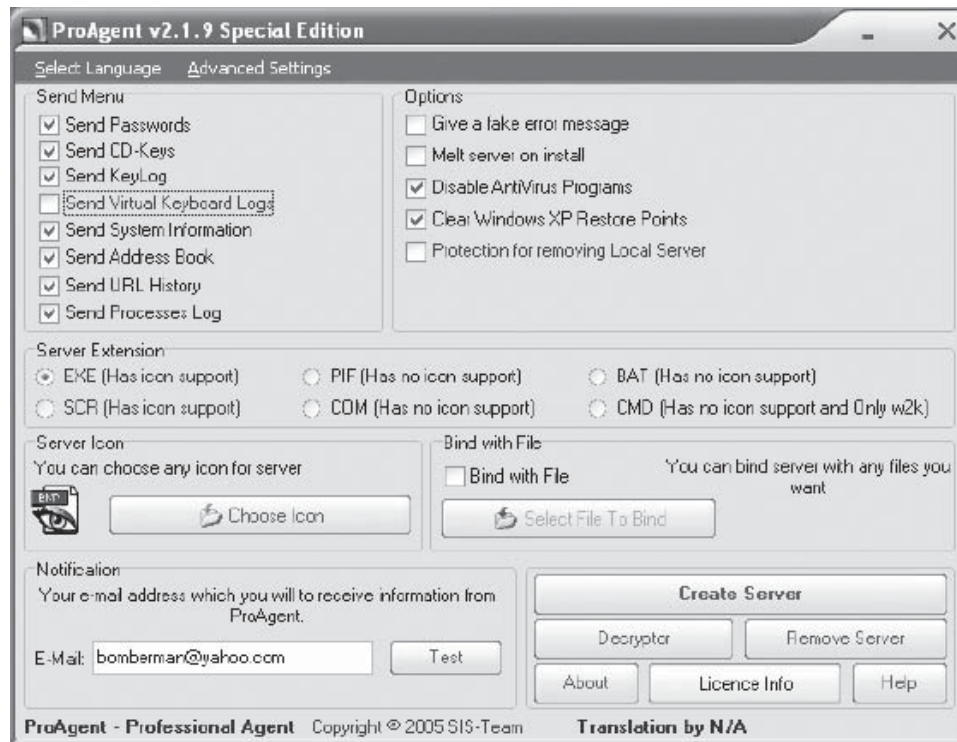 ProAgent v2.1.9 Special Edition
Select Language Advanced Settings
Send Menu
Send Passwords
Send CD-Keys
Send KeyLog
Send Virtual Keyboard Logs
Send System Information
Send Address Book
Send URL History
Send Processes Log
Options
Give a fake error message
Melt server on install
Disable AntiVirus Programs
Clear Windows XP Restore Points
Protection for removing Local Server
Server Extension
EXE (Has icon support) PIF (Has no icon support) BAT (Has no icon support)
SCR (Has icon support) COM (Has no icon support) CMD (Has no icon support and Only w2k)
Server Icon
You can choose any icon for server
BMP
Choose Icon
Bind with File
Bind with File
You can bind server with any files you
want
Select File To Bind
Notification
Your e-mail address which you will to receive information from
ProAgent.
E-Mail: bomberman@yahoo.com Test
Create Server
Decryptor Remove Server
About Licence Info Help
ProAgent - Professional Agent Copyright © 2005 SIS-Team Translation by N/A